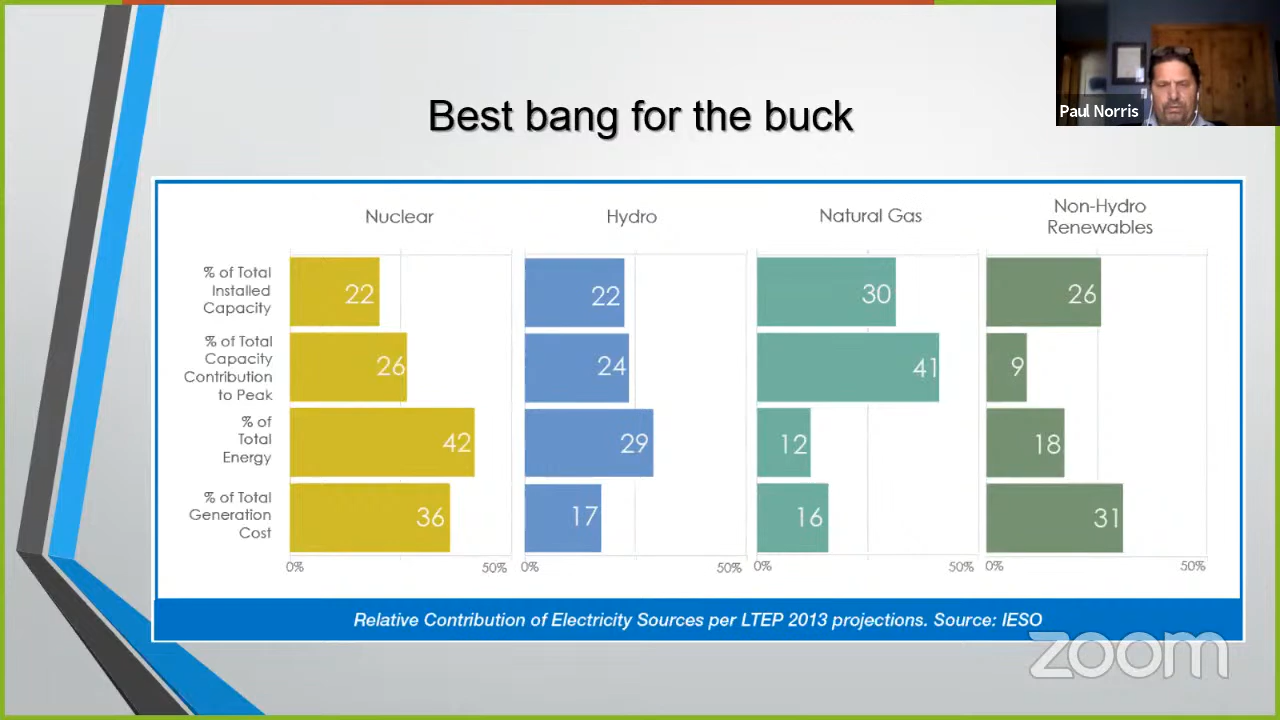 Best bang for the buck
Paul Norris
Nuclear
Hydro
Natural Gas
Non-Hydro
Renewables
% of Total
Installed
Capacity
22
22
30
26
% of Total
Capacity
Contribution
to Peak
26
24
41
9
% of
Total
Energy
42
29
12
18
% of Total
Generation
Cost
36
17
16
31
0%
50%
0%
50%
0%
50%
0%
50%
Relative Contribution of Electricity Sources per LTEP 2013 projections. Source: IESO
zoom